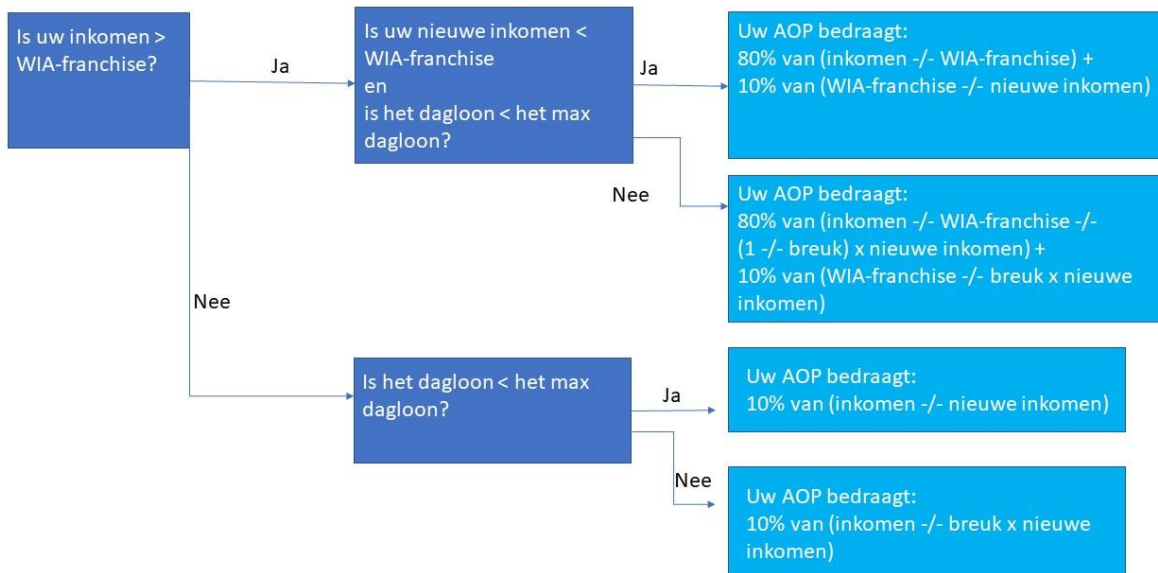 Is uw inkomen >
WIA-franchise?
Ja
Is uw nieuwe inkomen <
WIA-franchise
en
is het dagloon < het max
dagloon?
Ja
Uw AOP bedraagt:
80% van (inkomen -/- WIA-franchise) +
10% van (WIA-franchise -/- nieuwe inkomen)
Nee
Uw AOP bedraagt:
80% van (inkomen -/- WIA-franchise -/-
(1 -/- breuk) x nieuwe inkomen) +
10% van (WIA-franchise -/- breuk x nieuwe
inkomen)
Nee
Is het dagloon < het max
dagloon?
Ja
Uw AOP bedraagt:
10% van (inkomen -/- nieuwe inkomen)
Nee
Uw AOP bedraagt:
10% van (inkomen -/- breuk x nieuwe
inkomen)